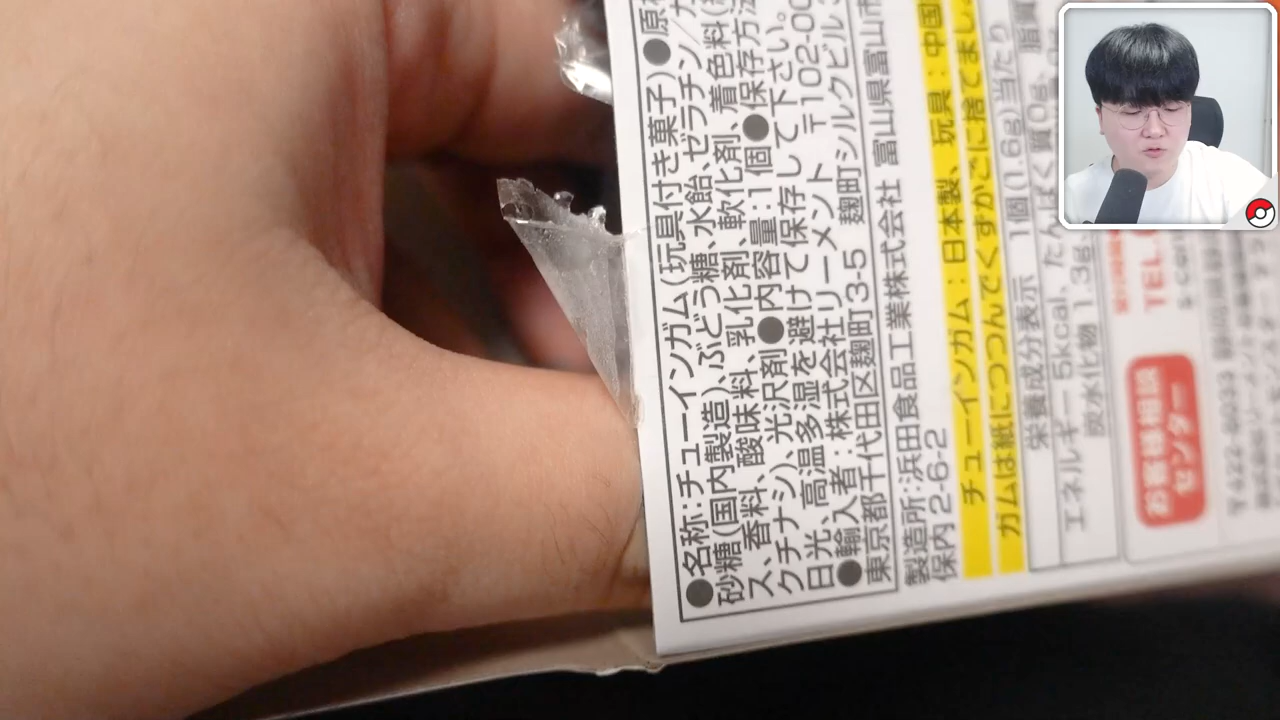 ●名称:チューインガム(玩具付き菓子)●原
砂糖(国内製造)、ぶどう糖、水飴、ゼラチン/
ス、香料、酸味料、乳化剤、軟化剤、着色料(
クチナシ)、光沢剤●内容量:1個●保存方法
日光、高温多湿を避けて保存して下さい。
●輸入者:株式会社リーメント 〒102-00
東京都千代田区麹町3-5 麹町シルクビル
製造所:浜田食品工業株式会社 富山県富山市
保内2-6-2
チューインガム:日本製、玩具:中国
ガムは紙につつんでくずかごに捨てましょ
栄養成分表示 1個(1.6g)当たり
エネルギー 5kcal、たんぱく質0g、脂質
炭水化物 1.3g
お客様相談
センター
TEL.